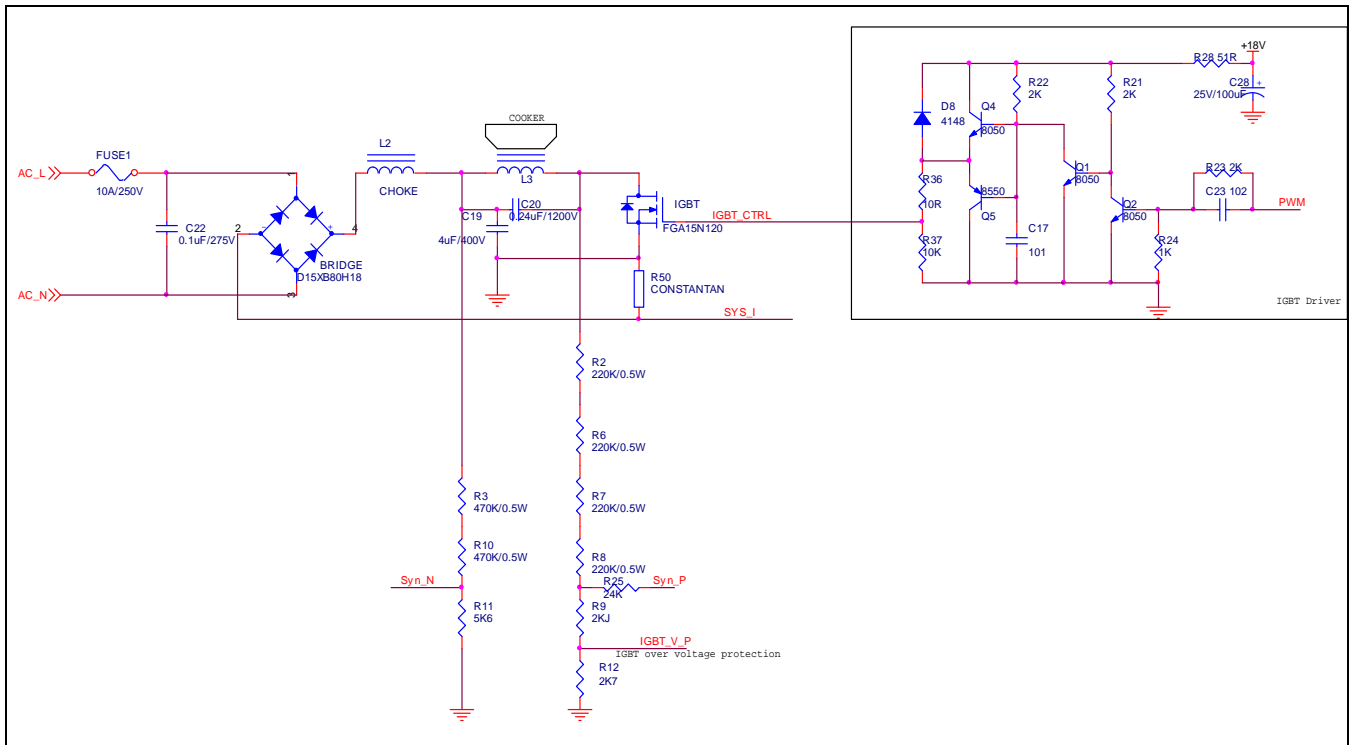 +18V
R28 51R
C28
25V/100uF
R22
2K
R21
2K
D8
4148
Q4
8050
COOKER
L2
CHOKE
L3
FUSE1
10A/250V
AC_L
1
Q1
8050
R23 2K
C23 102
PWM
R36
10R
8550
Q5
Q2
8050
IGBT
IGBT_CTRL
FGA15N120
C20
0.24uF/1200V
C19
4uF/400V
C22
0.1uF/275V
2
-
+
4
BRIDGE
D15XB80H18
3
AC_N
R37
10K
C17
101
R24
1K
R50
CONSTANTAN
SYS_I
IGBT Driver
R2
220K/0.5W
R6
220K/0.5W
R3
470K/0.5W
R7
220K/0.5W
R10
470K/0.5W
R8
220K/0.5W
Syn_N
R25
24K
Syn_P
R11
5K6
R9
2KJ
IGBT_V_P
IGBT over voltage protection
R12
2K7